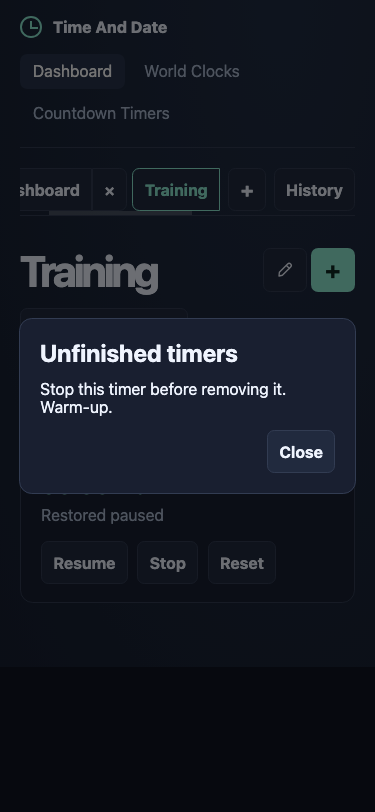 Time And Date
Dashboard
World Clocks
Countdown Timers
shboard × Training + History
Training
+
Unfinished timers
Stop this timer before removing it.
Warm-up.
Close
Restored paused
Resume Stop Reset